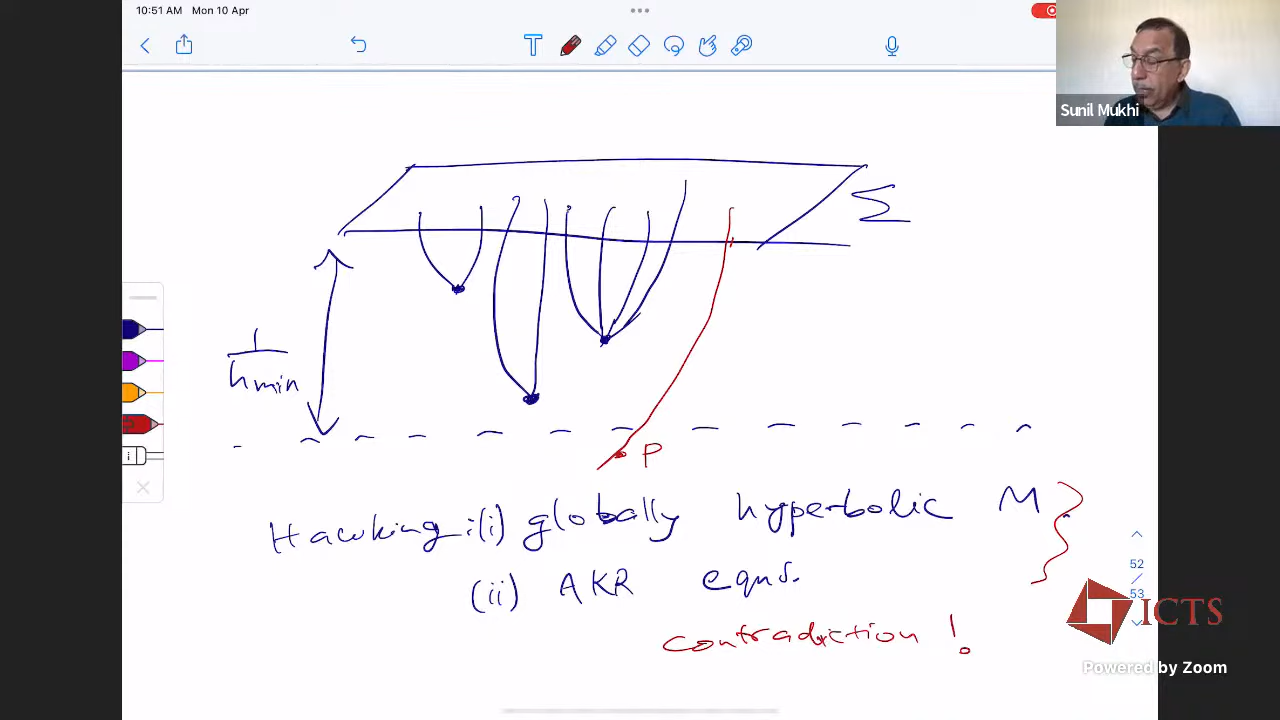 10:51 AM Mon 10 Apr
Sunil Mukhi
Σ
1
hmin
P
Hawking :(i) globally hyperbolic M
(ii) AKR equs.
contradiction !
52
53
ICTS
Powered by Zoom